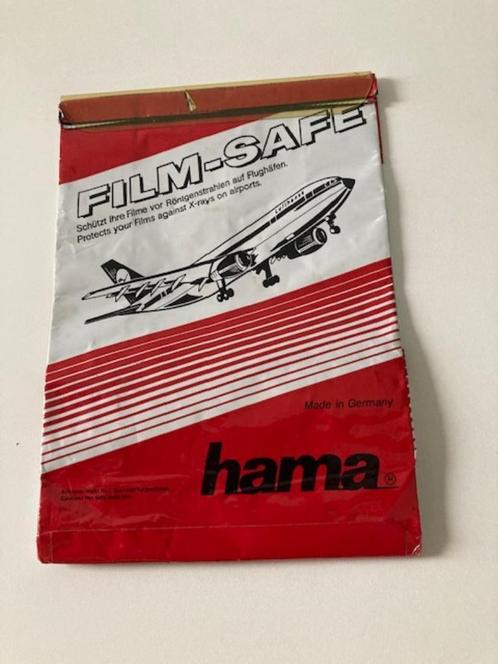 FILM-SAFE
Schützt Ihre Filme vor Röntgenstrahlen auf Flughäfen.
Protects your Films against X-rays on airports.
Lufthansa
Made in Germany
hama